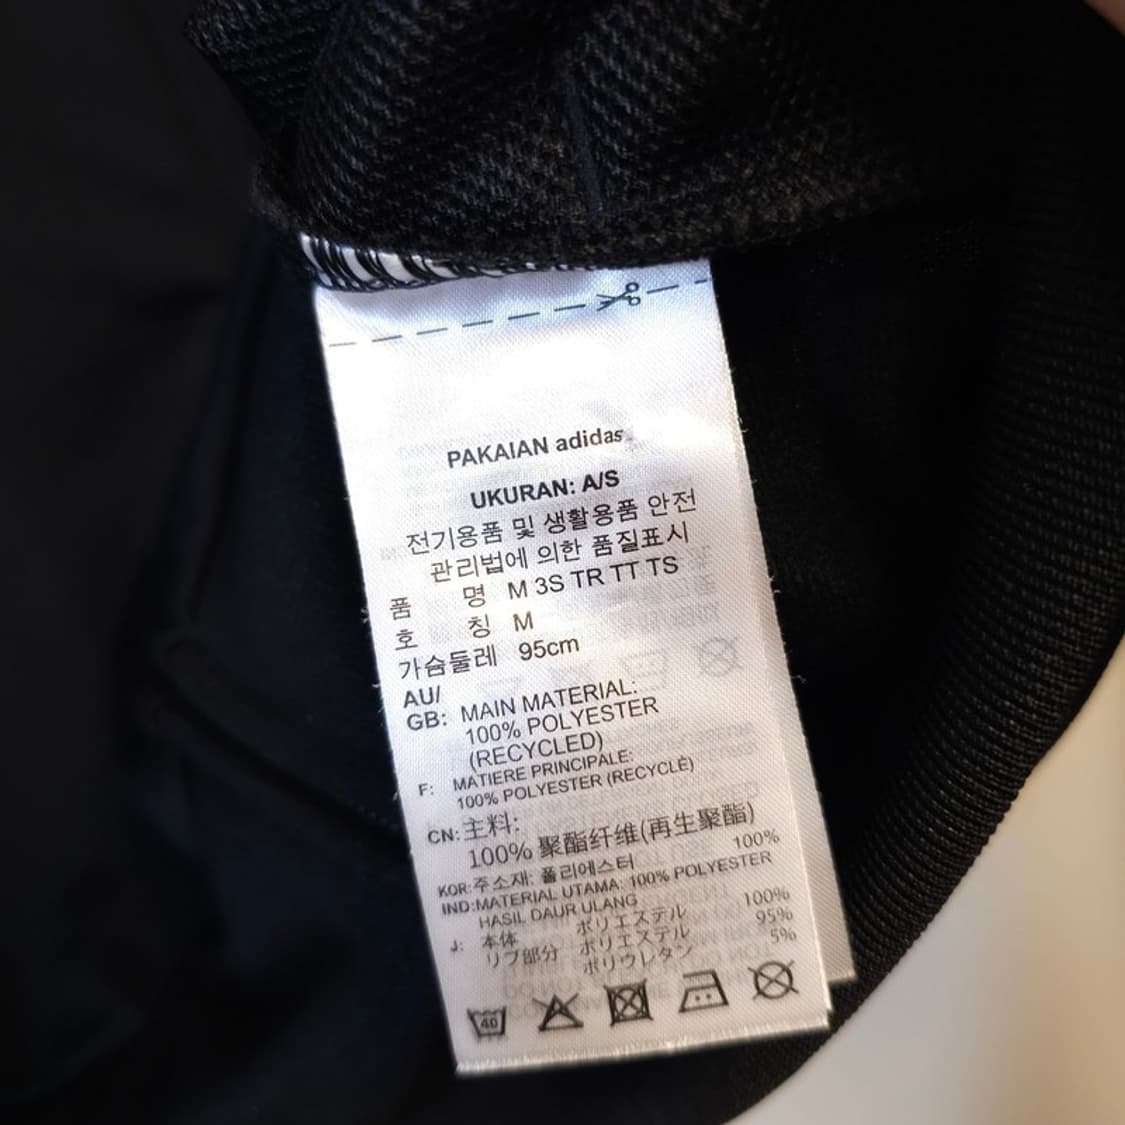 PAKAIAN adidas
UKURAN: A/S
전기용품 및 생활용품 안전
관리법에 의한 품질표시
품 명 M 3S TR TT TS
호 칭 M
가슴둘레 95cm
AU/
GB: MAIN MATERIAL:
100% POLYESTER
(RECYCLED)
F: MATIERE PRINCIPALE:
100% POLYESTER (RECYCLÉ)
CN: 主料:
100% 聚酯纤维(再生聚酯)
KOR: 주소재: 폴리에스터 100%
IND: MATERIAL UTAMA: 100% POLYESTER
HASIL DAUR ULANG
J: 本体 ポリエステル 100%
リブ部分 ポリエステル 95%
ポリウレタン 5%
40